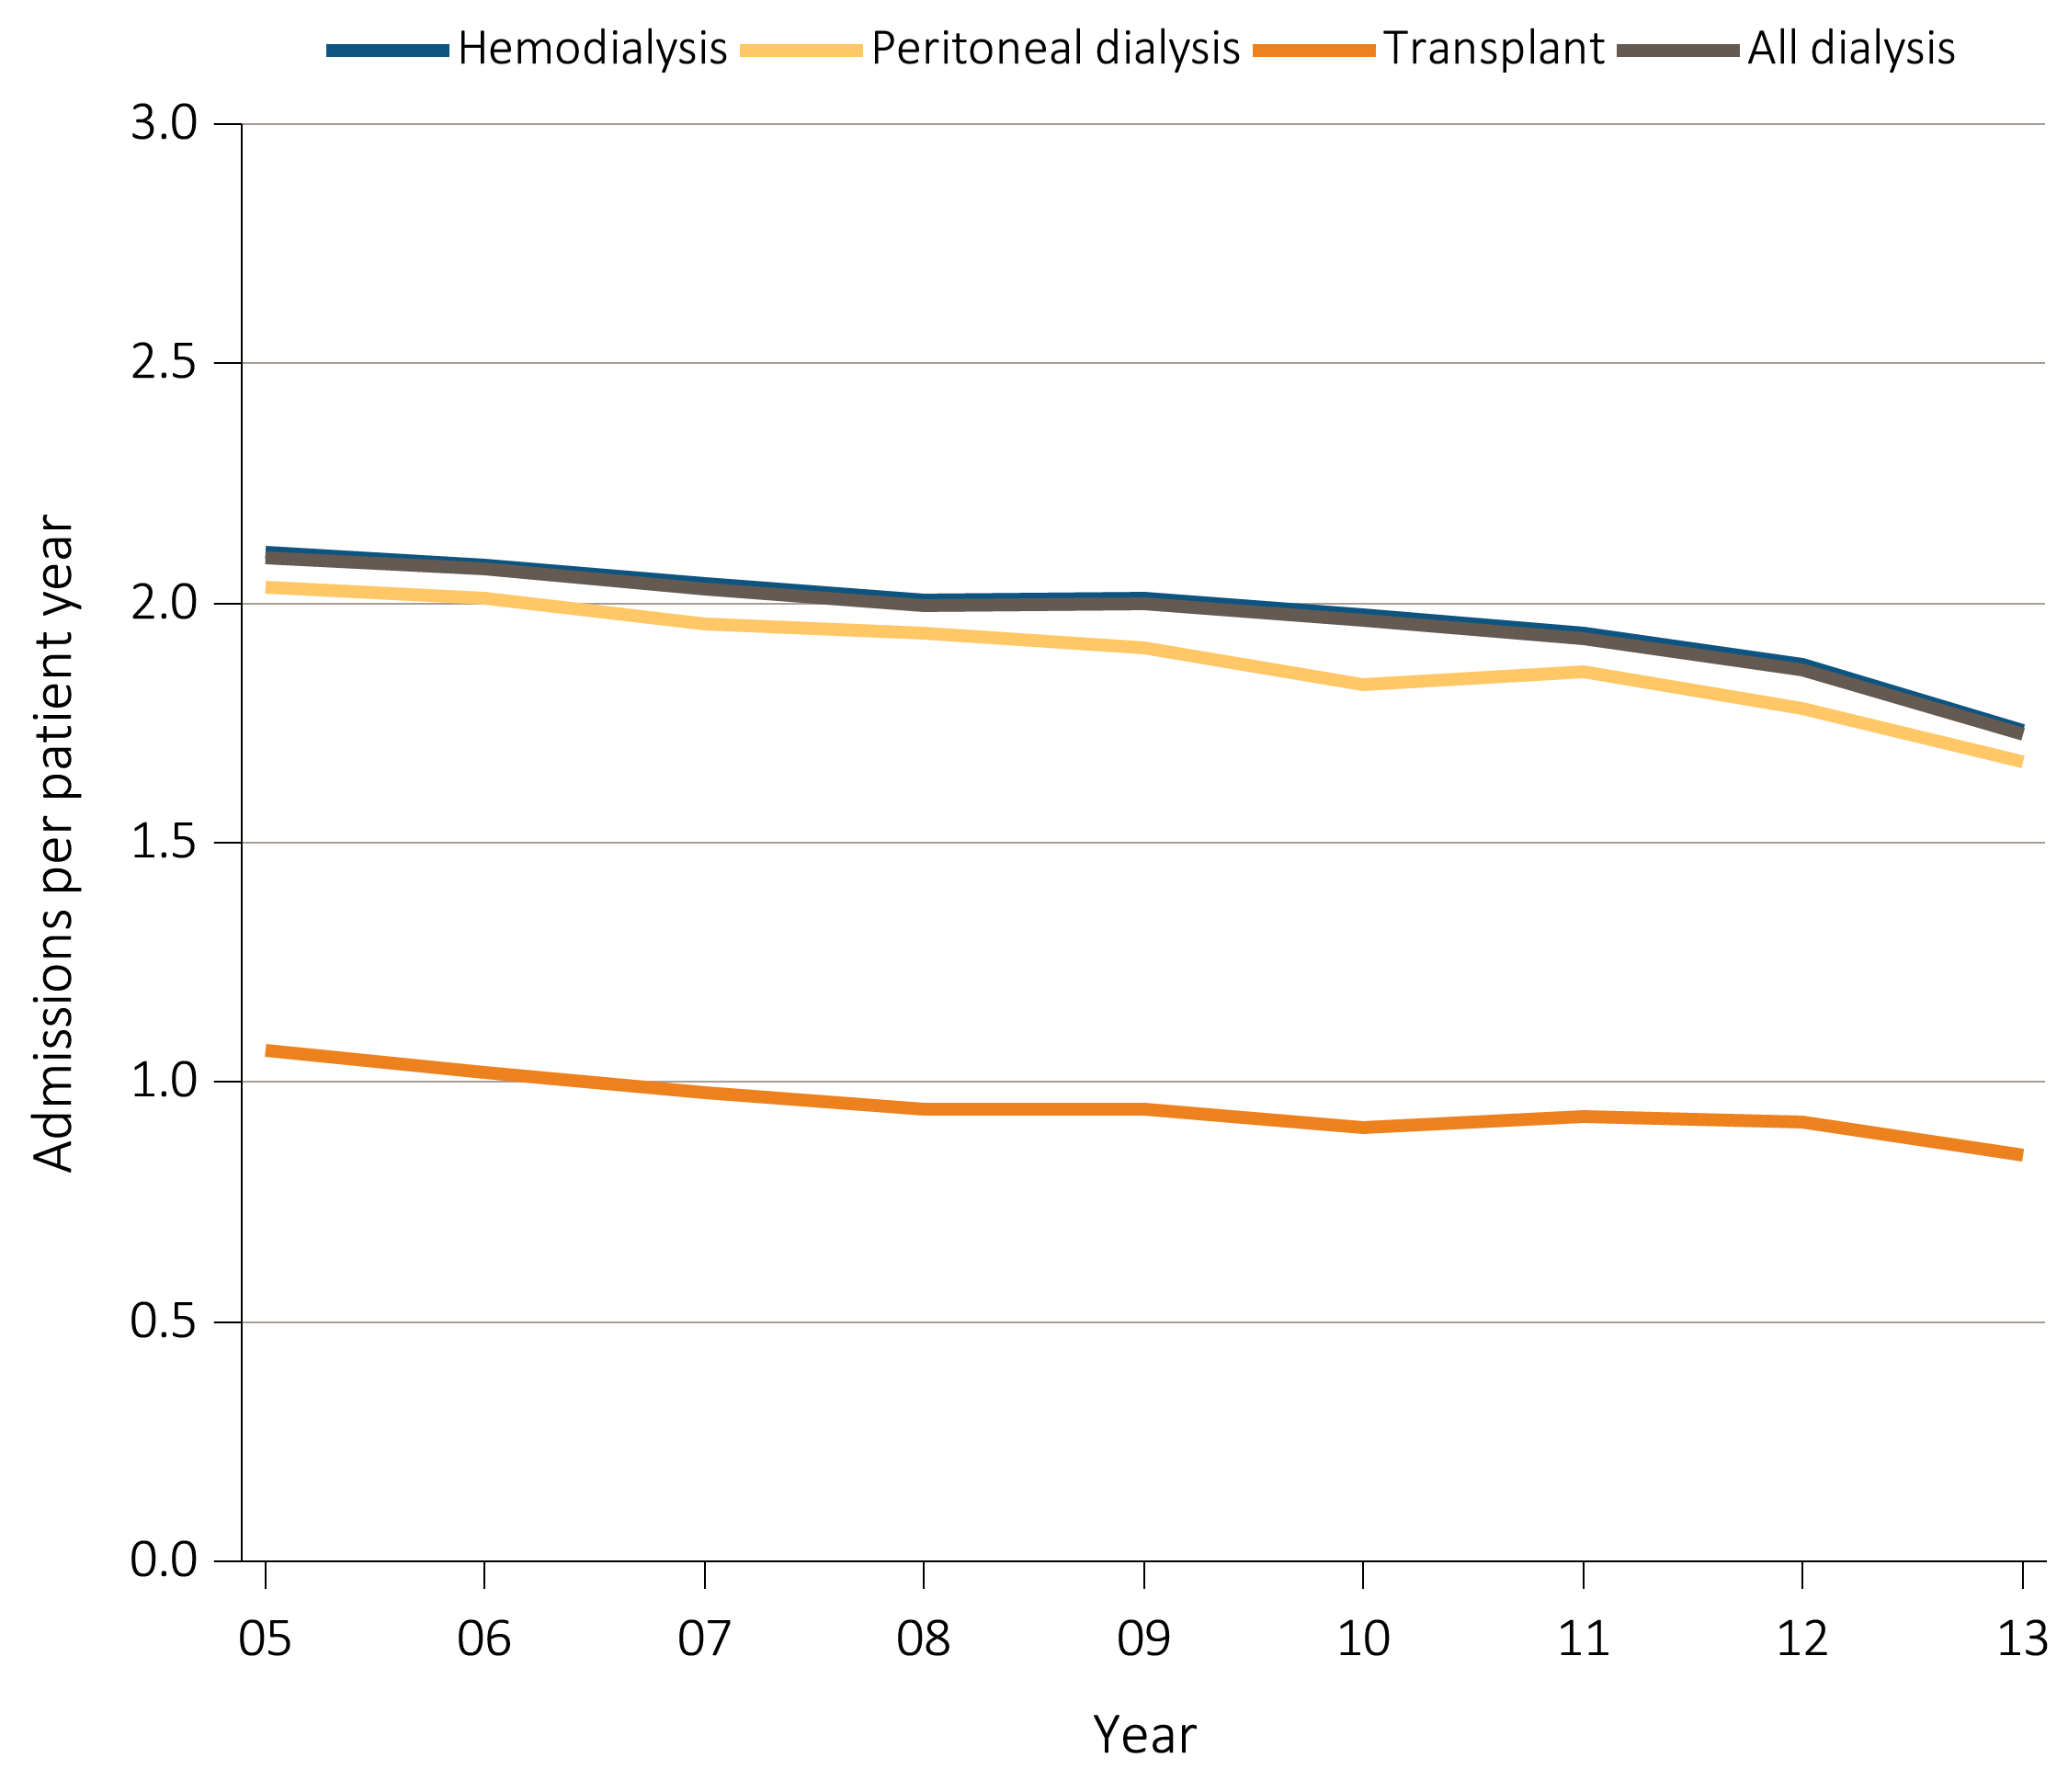 Hemodialysis Peritoneal dialysis Transplant All dialysis
3.0
2.5
2.0
1.5
1.0
0.5
0.0
Admissions per patient year
05 06 07 08 09 10 11 12 13
Year